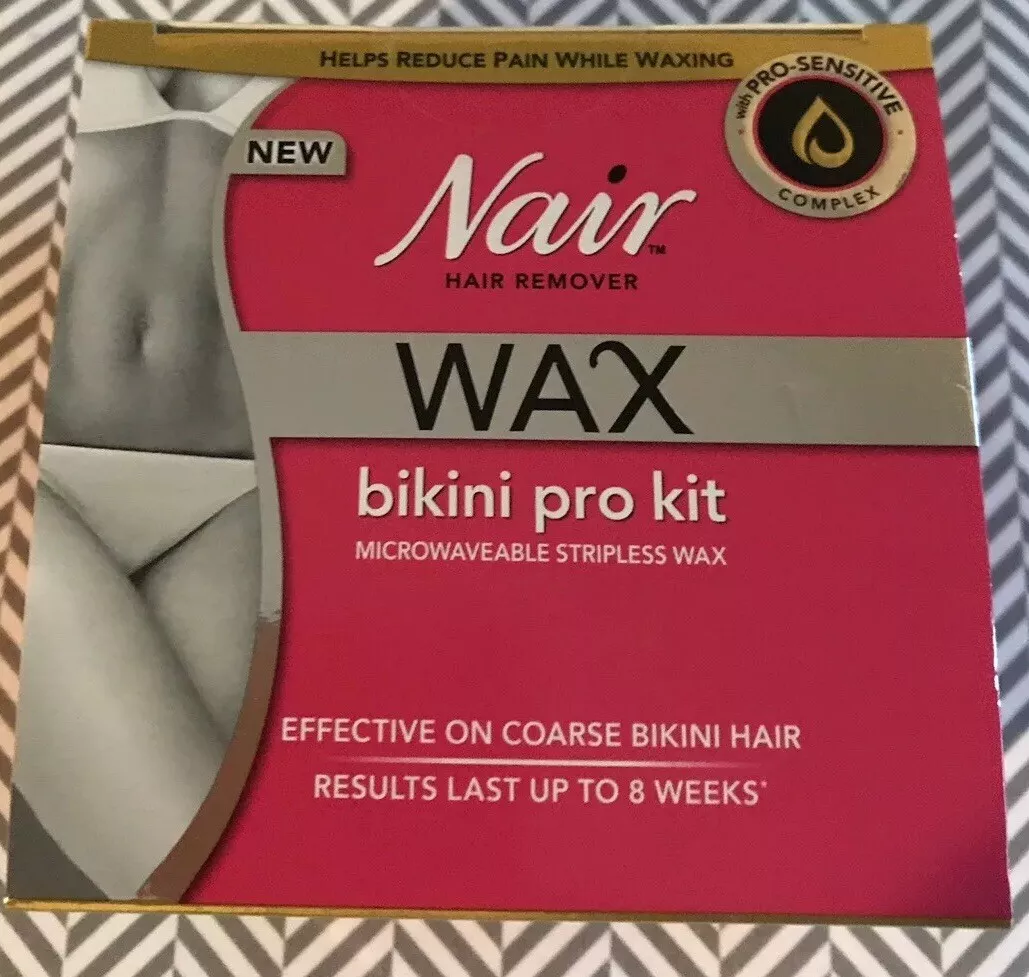 HELPS REDUCE PAIN WHILE WAXING
with PRO-SENSITIVE
COMPLEX
NEW
Nair™
HAIR REMOVER
WAX
bikini pro kit
MICROWAVEABLE STRIPLESS WAX
EFFECTIVE ON COARSE BIKINI HAIR
RESULTS LAST UP TO 8 WEEKS*